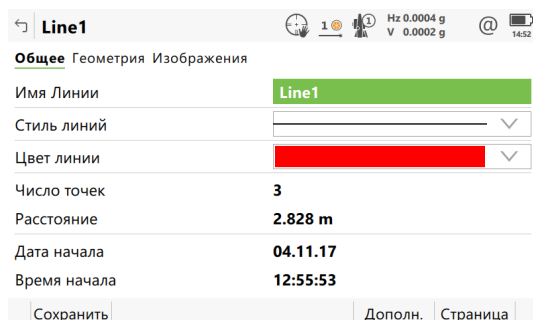 Line1 1 1 Hz 0.0004 g @
V 0.0002 g 14:52
Общее Геометрия Изображения
Имя Линии Line1
Стиль линий
Цвет линии
Число точек 3
Расстояние 2.828 m
Дата начала 04.11.17
Время начала 12:55:53
Сохранить Дополн. Страница